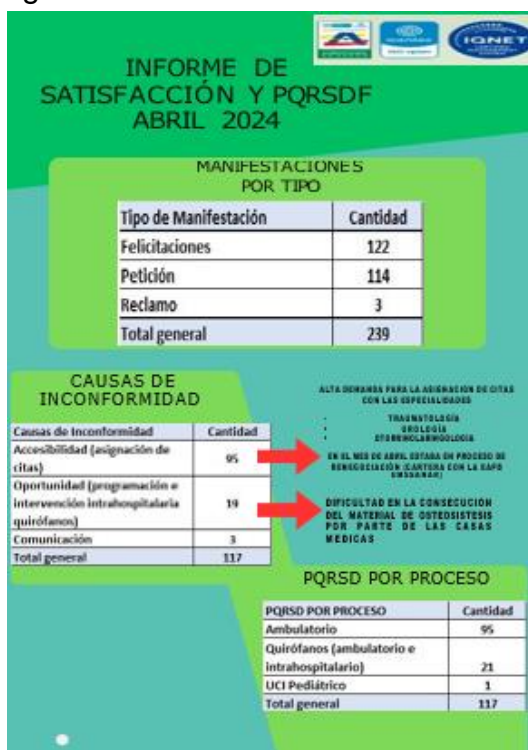 IQNET
INFORME DE
SATISFACCIÓN Y PQRSDF
ABRIL 2024
MANIFESTACIONES
POR TIPO
Tipo de Manifestación Cantidad
Felicitaciones 122
Petición 114
Reclamo 3
Total general 239
CAUSAS DE
INCONFORMIDAD
Causas de Inconformidad Cantidad
Accesibilidad (asignación de
citas) 95
Oportunidad (programación e
intervención intrahospitalaria
quirófanos) 19
Comunicación 3
Total general 117
ALTA DEMANDA PARA LA ASIGNACIÓN DE CITAS
CON LAS ESPECIALIDADES
TRAUMATOLOGÍA
UROLOGÍA
OTORRINOLARINGOLOGÍA
EN EL MES DE ABRIL ESTABA EN PROCESO DE
RENEGOCIACIÓN (CARTERA CON LA EAPB
EMSSANAR)
DIFICULTAD EN LA CONSECUCIÓN
DEL MATERIAL DE OSTEOSISTESIS
POR PARTE DE LAS CASAS
MEDICAS
PQRSD POR PROCESO
PQRSD POR PROCESO Cantidad
Ambulatorio 95
Quirófanos (ambulatorio e
intrahospitalario) 21
UCI Pediátrico 1
Total general 117